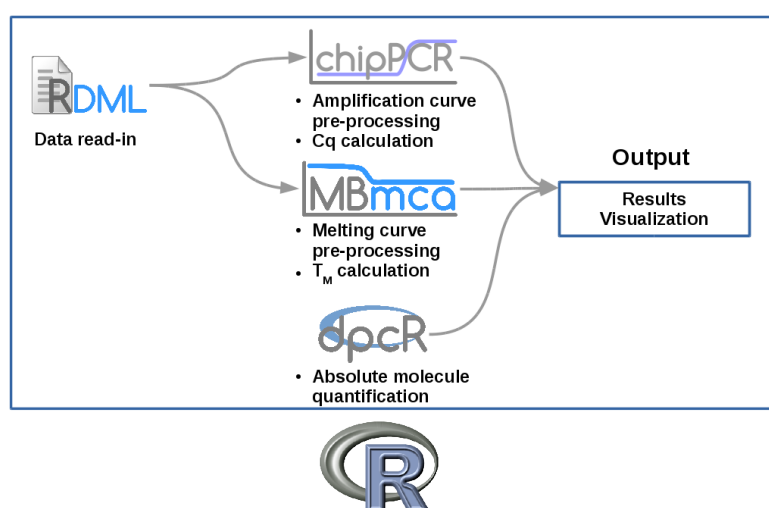 RDML
Data read-in
chipPCR
• Amplification curve
pre-processing
• Cq calculation
MBmca
• Melting curve
pre-processing
• TM calculation
dpcR
• Absolute molecule
quantification
Output
Results
Visualization
R